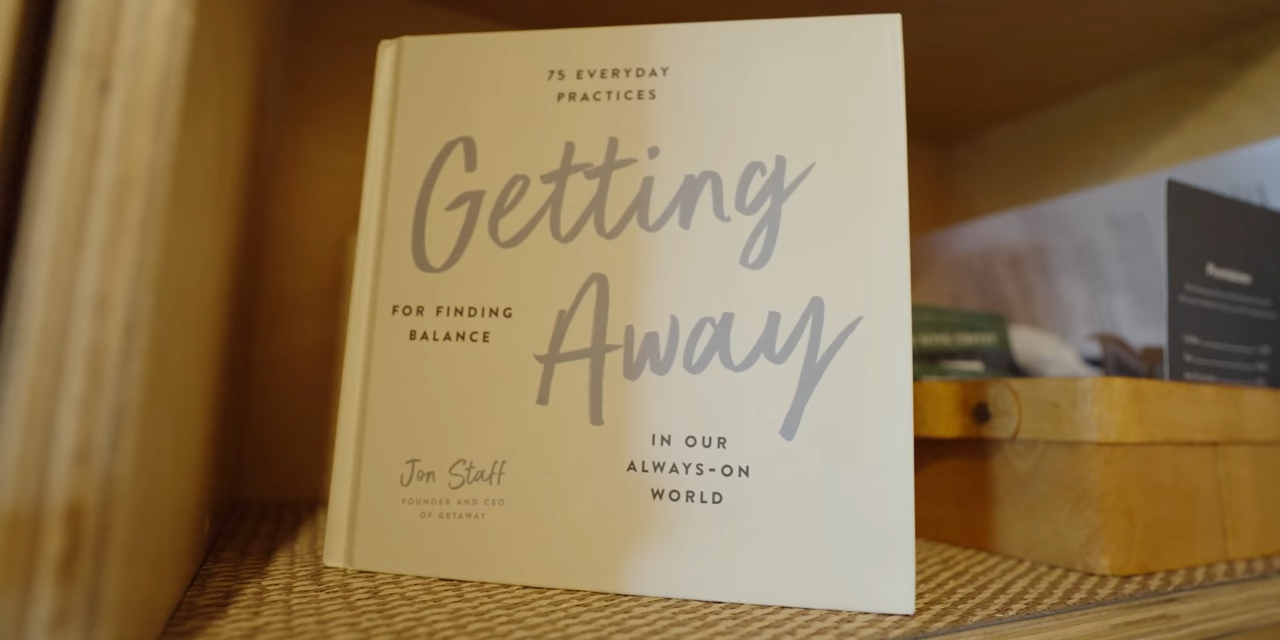 75 EVERYDAY
PRACTICES
Getting
Away
FOR FINDING
BALANCE
IN OUR
ALWAYS-ON
WORLD
Jon Staff
FOUNDER AND CEO
OF GETAWAY